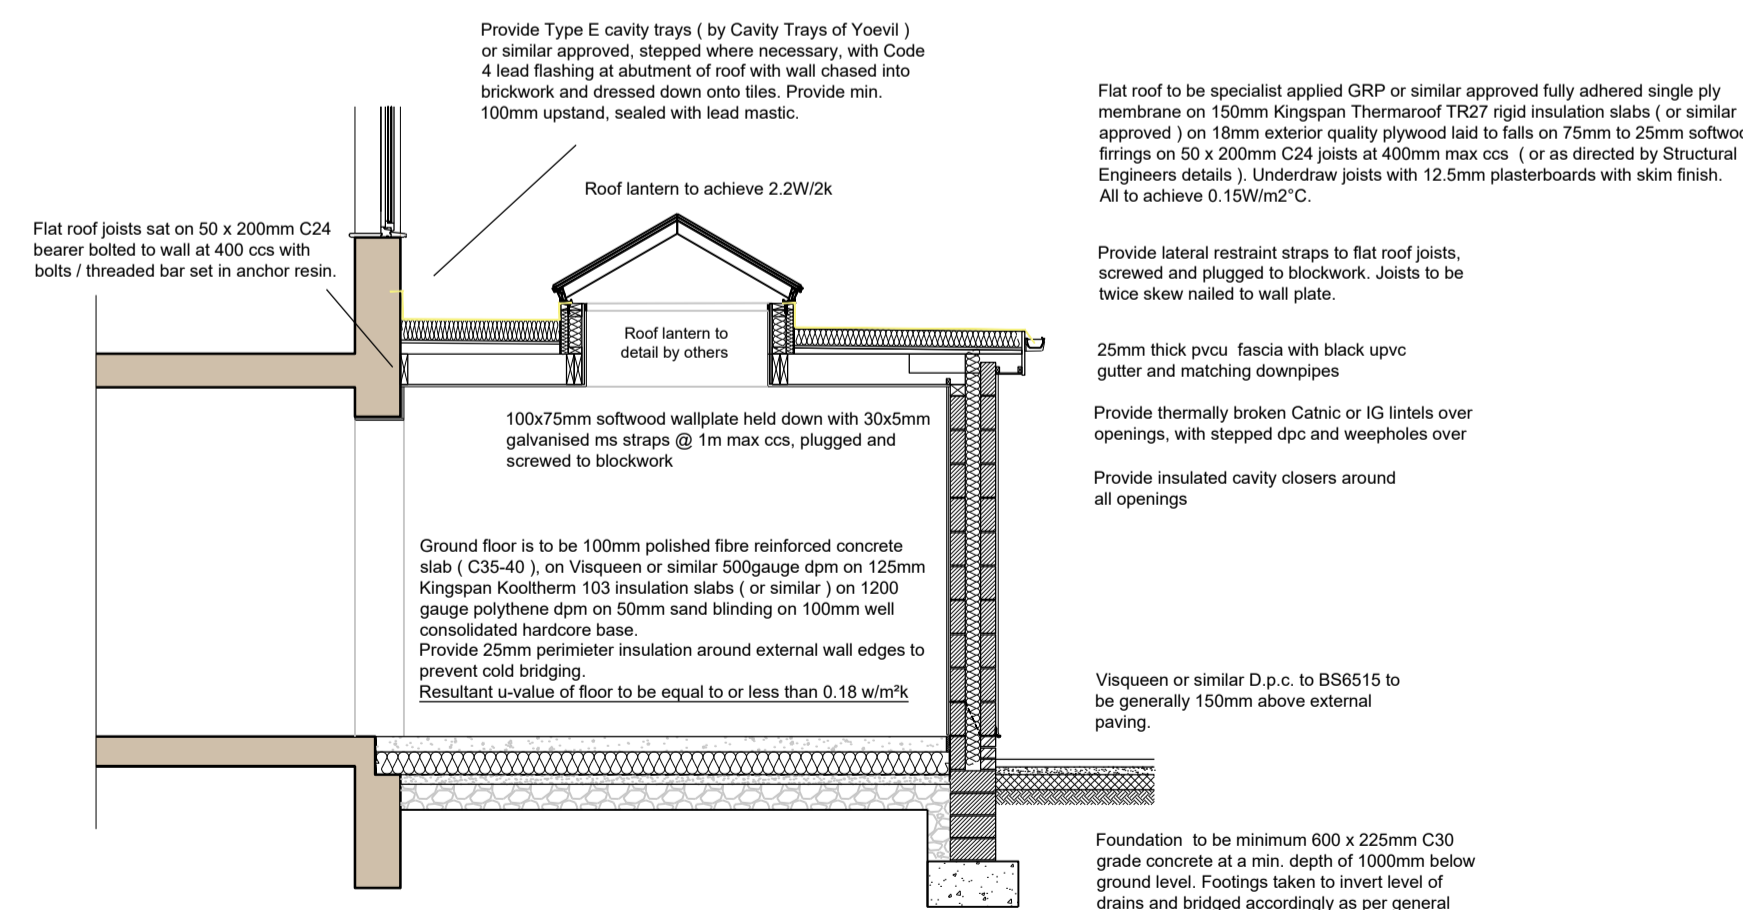 Provide Type E cavity trays ( by Cavity Trays of Yoevil )
or similar approved, stepped where necessary, with Code
4 lead flashing at abutment of roof with wall chased into
brickwork and dressed down onto tiles. Provide min.
100mm upstand, sealed with lead mastic.
Roof lantern to achieve 2.2W/2k
Flat roof joists sat on 50 x 200mm C24
bearer bolted to wall at 400 ccs with
bolts / threaded bar set in anchor resin.
Roof lantern to
detail by others
100x75mm softwood wallplate held down with 30x5mm
galvanised ms straps @ 1m max ccs, plugged and
screwed to blockwork
Ground floor is to be 100mm polished fibre reinforced concrete
slab ( C35-40 ), on Visqueen or similar 500gauge dpm on 125mm
Kingspan Kooltherm 103 insulation slabs ( or similar ) on 1200
gauge polythene dpm on 50mm sand blinding on 100mm well
consolidated hardcore base.
Provide 25mm perimieter insulation around external wall edges to
prevent cold bridging.
Resultant u-value of floor to be equal to or less than 0.18 w/m²k
Flat roof to be specialist applied GRP or similar approved fully adhered single ply
membrane on 150mm Kingspan Thermaroof TR27 rigid insulation slabs ( or similar
approved ) on 18mm exterior quality plywood laid to falls on 75mm to 25mm softwoo
firrings on 50 x 200mm C24 joists at 400mm max ccs ( or as directed by Structural
Engineers details ). Underdraw joists with 12.5mm plasterboards with skim finish.
All to achieve 0.15W/m2°C.
Provide lateral restraint straps to flat roof joists,
screwed and plugged to blockwork. Joists to be
twice skew nailed to wall plate.
25mm thick pvcu fascia with black upvc
gutter and matching downpipes
Provide thermally broken Catnic or IG lintels over
openings, with stepped dpc and weepholes over
Provide insulated cavity closers around
all openings
Visqueen or similar D.p.c. to BS6515 to
be generally 150mm above external
paving.
Foundation to be minimum 600 x 225mm C30
grade concrete at a min. depth of 1000mm below
ground level. Footings taken to invert level of
drains and bridged accordingly as per general